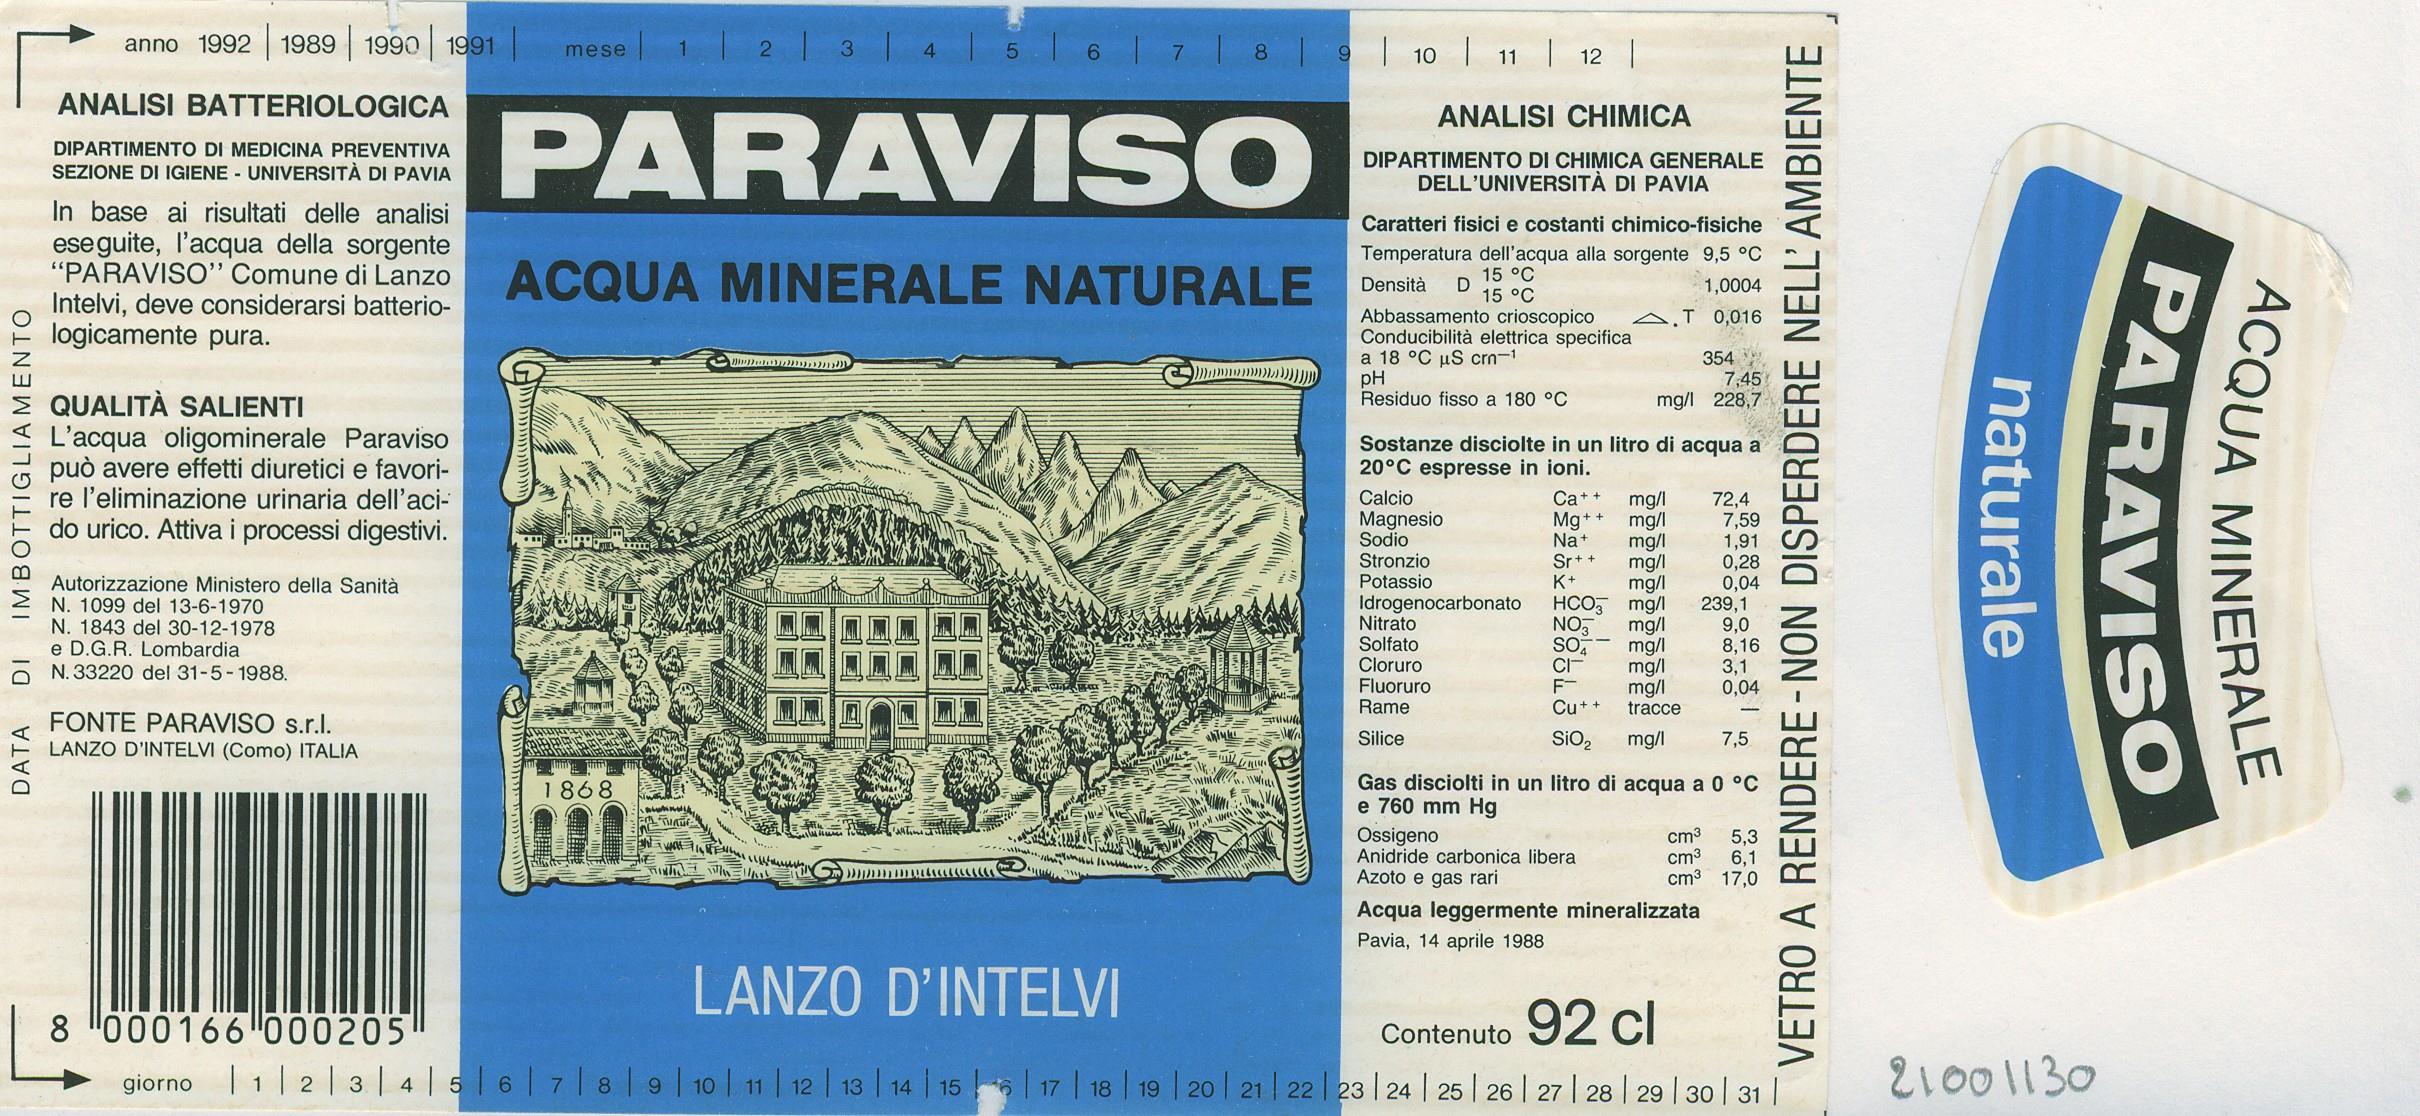 anno 1992 | 1989 | 1990 | 1991 | mese | 1 | 2 | 3 | 4 | 5 | 6 | 7 | 8 | 9 | 10 | 11 | 12 |
DATA DI IMBOTTIGLIAMENTO
ANALISI BATTERIOLOGICA
DIPARTIMENTO DI MEDICINA PREVENTIVA
SEZIONE DI IGIENE - UNIVERSITÀ DI PAVIA
In base ai risultati delle analisi
eseguite, l'acqua della sorgente
"PARAVISO" Comune di Lanzo
Intelvi, deve considerarsi batterio-
logicamente pura.
QUALITÀ SALIENTI
L'acqua oligominerale Paraviso
può avere effetti diuretici e favori-
re l'eliminazione urinaria dell'aci-
do urico. Attiva i processi digestivi.
Autorizzazione Ministero della Sanità
N. 1099 del 13-6-1970
N. 1843 del 30-12-1978
e D.G.R. Lombardia
N. 33220 del 31-5-1988.
FONTE PARAVISO s.r.l.
LANZO D'INTELVI (Como) ITALIA
8 000166 000205
PARAVISO
ACQUA MINERALE NATURALE
1868
LANZO D'INTELVI
ANALISI CHIMICA
DIPARTIMENTO DI CHIMICA GENERALE
DELL'UNIVERSITÀ DI PAVIA
Caratteri fisici e costanti chimico-fisiche
Temperatura dell'acqua alla sorgente 9,5 °C
Densità D 15 °C 15 °C 1,0004
Abbassamento crioscopico △.T 0,016
Conducibilità elettrica specifica
a 18 °C µS cm⁻¹ 354
pH 7,45
Residuo fisso a 180 °C mg/l 228,7
Sostanze disciolte in un litro di acqua a
20°C espresse in ioni.
Calcio Ca⁺⁺ mg/l 72,4
Magnesio Mg⁺⁺ mg/l 7,59
Sodio Na⁺ mg/l 1,91
Stronzio Sr⁺⁺ mg/l 0,28
Potassio K⁺ mg/l 0,04
Idrogenocarbonato HCO₃⁻ mg/l 239,1
Nitrato NO₃⁻ mg/l 9,0
Solfato SO₄⁻⁻ mg/l 8,16
Cloruro Cl⁻ mg/l 3,1
Fluoruro F⁻ mg/l 0,04
Rame Cu⁺⁺ tracce —
Silice SiO₂ mg/l 7,5
Gas disciolti in un litro di acqua a 0 °C
e 760 mm Hg
Ossigeno cm³ 5,3
Anidride carbonica libera cm³ 6,1
Azoto e gas rari cm³ 17,0
Acqua leggermente mineralizzata
Pavia, 14 aprile 1988
Contenuto 92 cl
VETRO A RENDERE - NON DISPERDERE NELL'AMBIENTE
giorno | 1 | 2 | 3 | 4 | 5 | 6 | 7 | 8 | 9 | 10 | 11 | 12 | 13 | 14 | 15 | 16 | 17 | 18 | 19 | 20 | 21 | 22 | 23 | 24 | 25 | 26 | 27 | 28 | 29 | 30 | 31 |
ACQUA MINERALE
PARAVISO
naturale
21001130